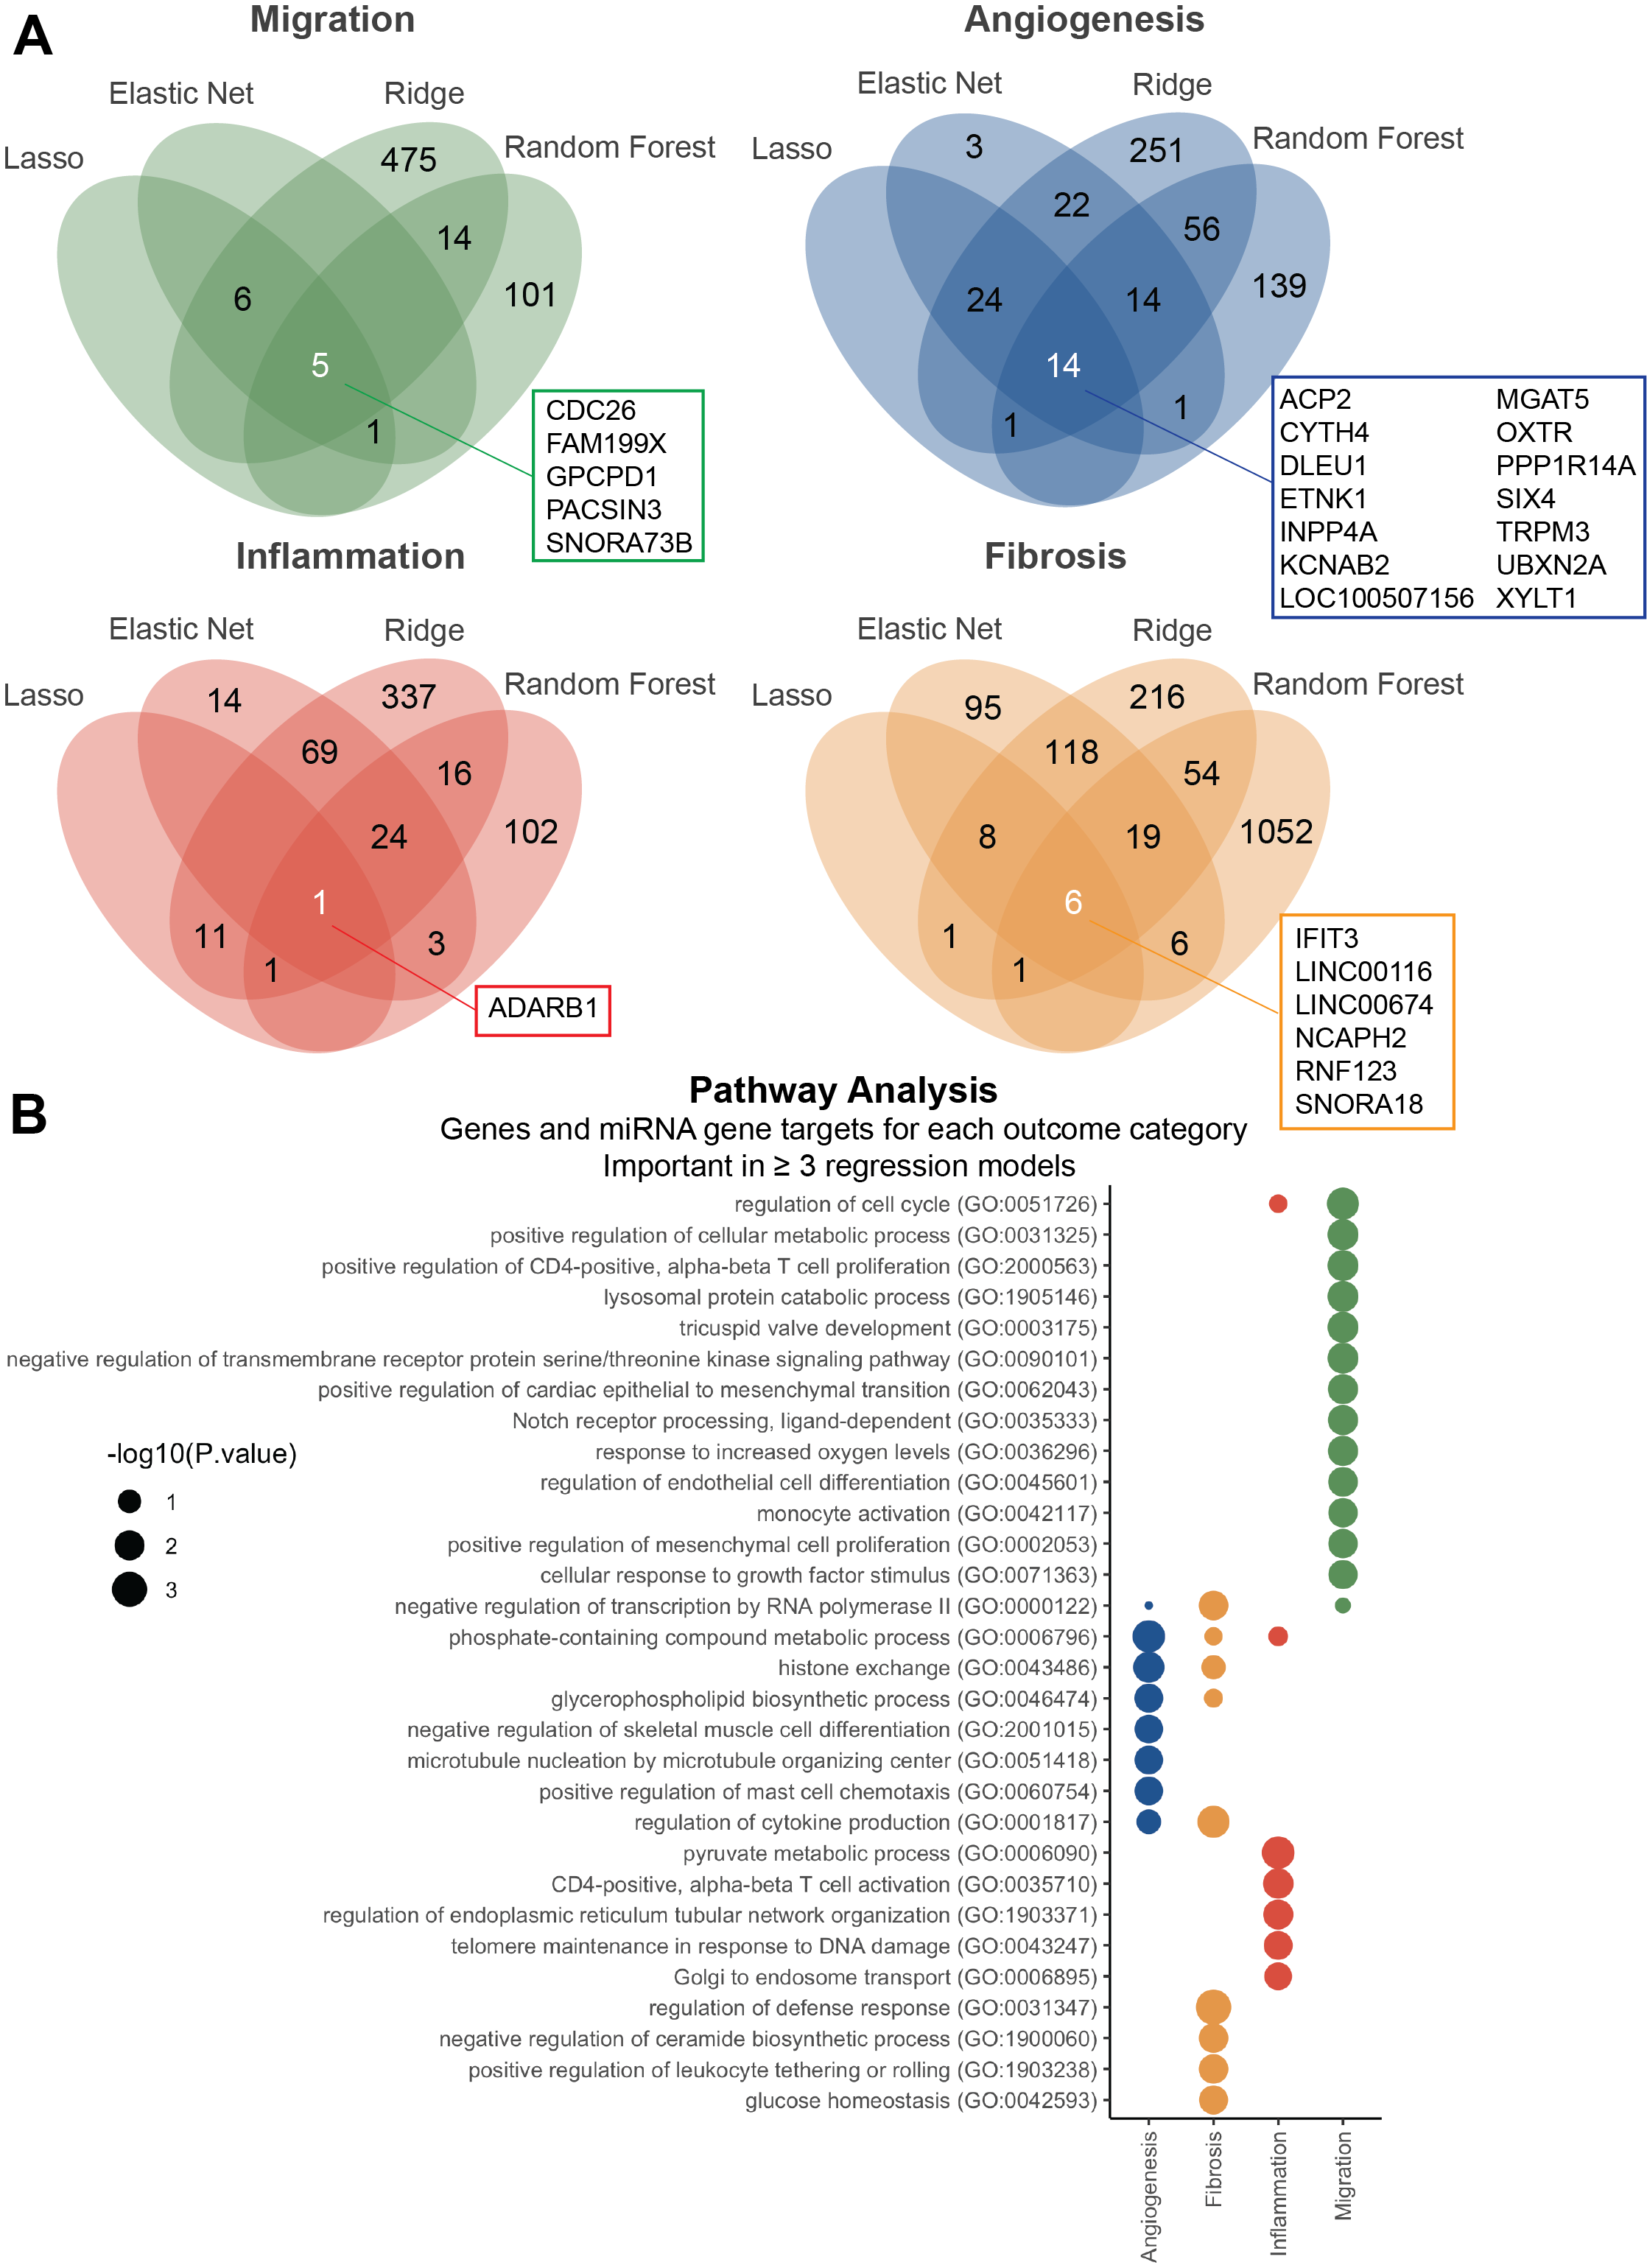 A
Migration
Elastic Net
Ridge
Lasso
Random Forest
475
14
101
6
5
1
CDC26
FAM199X
GPCPD1
PACSIN3
SNORA73B
Angiogenesis
Elastic Net
Ridge
Lasso
Random Forest
3
251
22
56
139
24
14
14
1
1
ACP2
CYTH4
DLEU1
ETNK1
INPP4A
KCNAB2
LOC100507156
MGAT5
OXTR
PPP1R14A
SIX4
TRPM3
UBXN2A
XYLT1
Inflammation
Elastic Net
Ridge
Lasso
Random Forest
14
337
69
16
102
24
1
11
3
1
ADARB1
Fibrosis
Elastic Net
Ridge
Lasso
Random Forest
95
216
118
54
1052
8
19
6
1
6
1
IFIT3
LINC00116
LINC00674
NCAPH2
RNF123
SNORA18
B
Pathway Analysis
Genes and miRNA gene targets for each outcome category
Important in ≥ 3 regression models
regulation of cell cycle (GO:0051726)
positive regulation of cellular metabolic process (GO:0031325)
positive regulation of CD4-positive, alpha-beta T cell proliferation (GO:2000563)
lysosomal protein catabolic process (GO:1905146)
tricuspid valve development (GO:0003175)
negative regulation of transmembrane receptor protein serine/threonine kinase signaling pathway (GO:0090101)
positive regulation of cardiac epithelial to mesenchymal transition (GO:0062043)
Notch receptor processing, ligand-dependent (GO:0035333)
response to increased oxygen levels (GO:0036296)
regulation of endothelial cell differentiation (GO:0045601)
monocyte activation (GO:0042117)
positive regulation of mesenchymal cell proliferation (GO:0002053)
cellular response to growth factor stimulus (GO:0071363)
negative regulation of transcription by RNA polymerase II (GO:0000122)
phosphate-containing compound metabolic process (GO:0006796)
histone exchange (GO:0043486)
glycerophospholipid biosynthetic process (GO:0046474)
negative regulation of skeletal muscle cell differentiation (GO:2001015)
microtubule nucleation by microtubule organizing center (GO:0051418)
positive regulation of mast cell chemotaxis (GO:0060754)
regulation of cytokine production (GO:0001817)
pyruvate metabolic process (GO:0006090)
CD4-positive, alpha-beta T cell activation (GO:0035710)
regulation of endoplasmic reticulum tubular network organization (GO:1903371)
telomere maintenance in response to DNA damage (GO:0043247)
Golgi to endosome transport (GO:0006895)
regulation of defense response (GO:0031347)
negative regulation of ceramide biosynthetic process (GO:1900060)
positive regulation of leukocyte tethering or rolling (GO:1903238)
glucose homeostasis (GO:0042593)
-log10(P.value)
1
2
3
Angiogenesis
Fibrosis
Inflammation
Migration